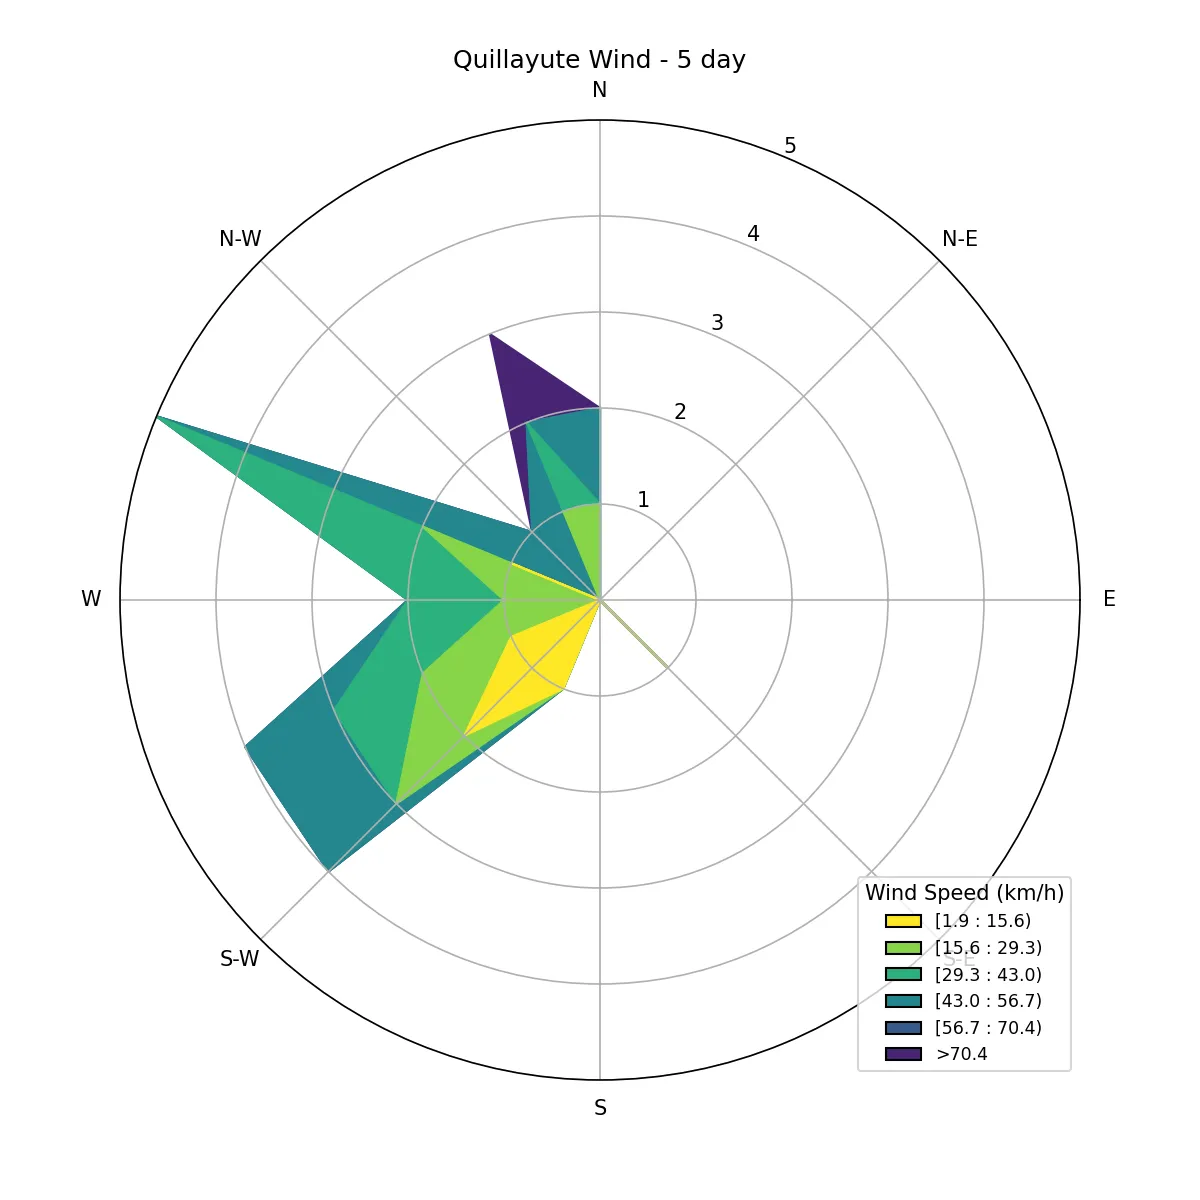 Quillayute Wind - 5 day
N
5
N-W
N-E
4
3
2
1
W
E
Wind Speed (km/h)
[1.9 : 15.6)
[15.6 : 29.3)
S-W
S-E
[29.3 : 43.0)
[43.0 : 56.7)
[56.7 : 70.4)
>70.4
S